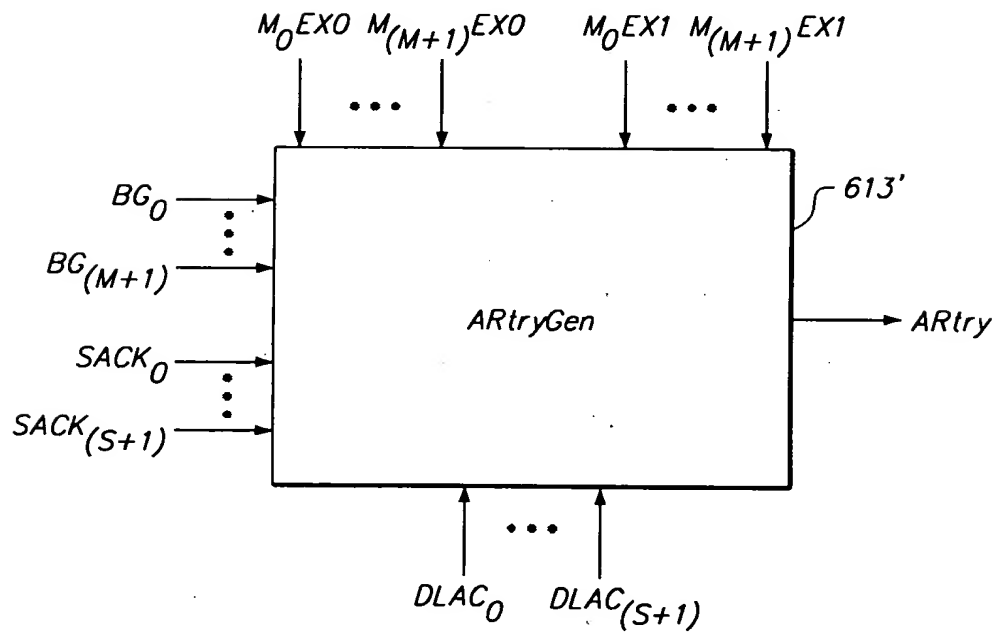 M₀EX0 M₍M+1₎EX0 M₀EX1 M₍M+1₎EX1
613'
BG₀
BG₍M+1₎
ARtryGen
ARtry
SACK₀
SACK₍S+1₎
DLAC₀ DLAC₍S+1₎